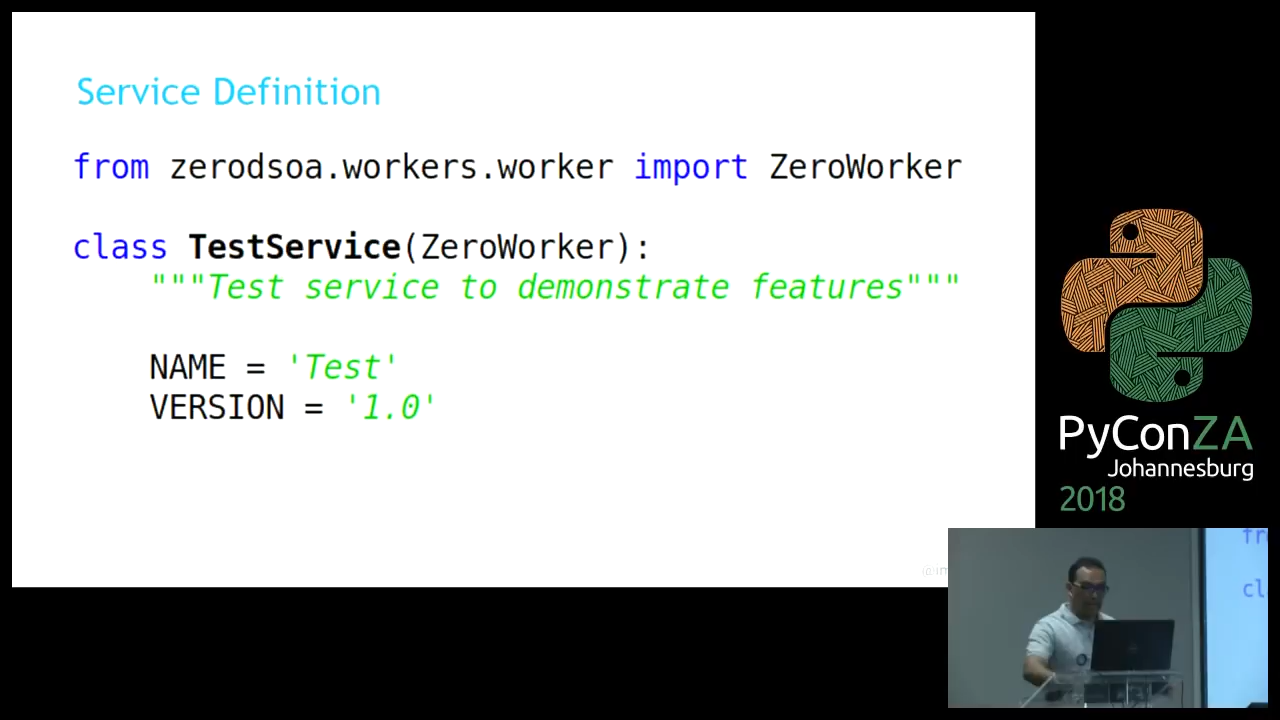 Service Definition
from zerodsoa.workers.worker import ZeroWorker
class TestService(ZeroWorker):
"""Test service to demonstrate features"""
NAME = 'Test'
VERSION = '1.0'
PyConZA
Johannesburg
2018